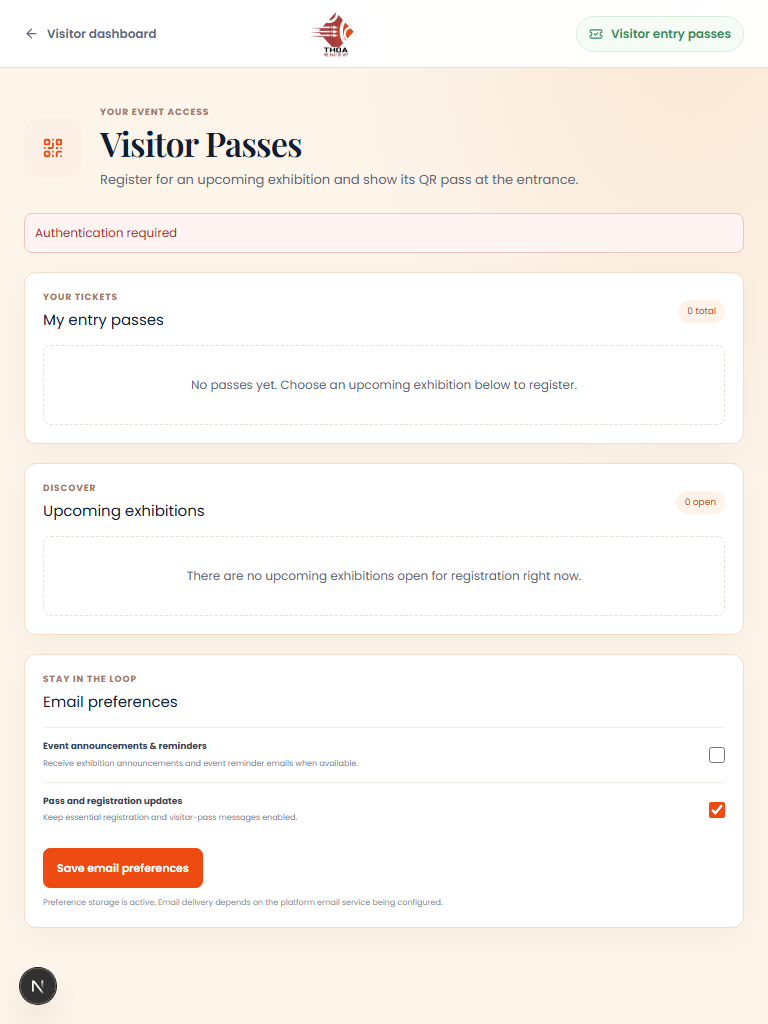 Visitor dashboard
THOA
Visitor entry passes
YOUR EVENT ACCESS
Visitor Passes
Register for an upcoming exhibition and show its QR pass at the entrance.
Authentication required
YOUR TICKETS
My entry passes
0 total
No passes yet. Choose an upcoming exhibition below to register.
DISCOVER
Upcoming exhibitions
0 open
There are no upcoming exhibitions open for registration right now.
STAY IN THE LOOP
Email preferences
Event announcements & reminders
Receive exhibition announcements and event reminder emails when available.
Pass and registration updates
Keep essential registration and visitor-pass messages enabled.
Save email preferences
Preference storage is active. Email delivery depends on the platform email service being configured.
N